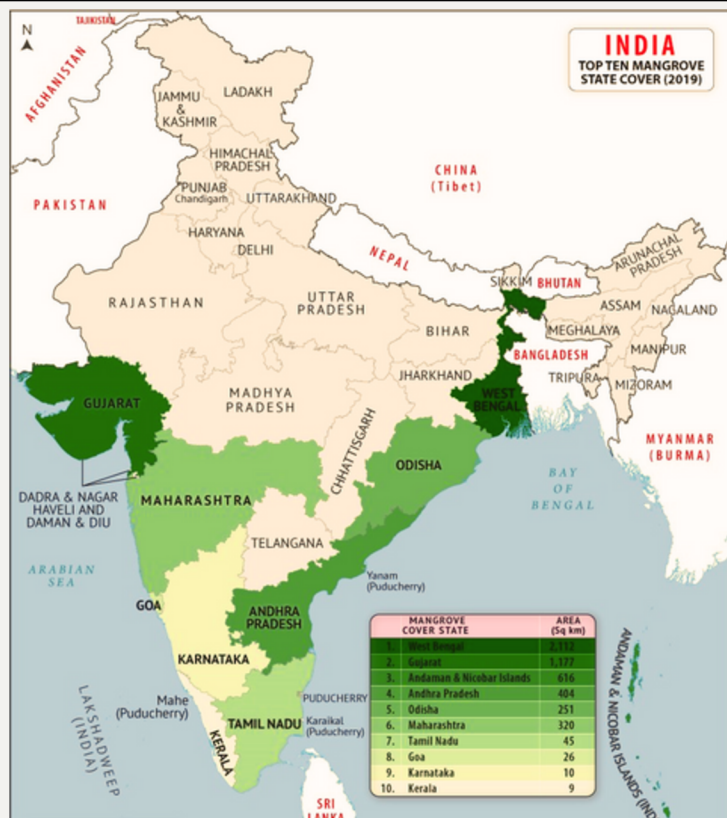 N
TAJIKISTAN
AFGHANISTAN
INDIA
TOP TEN MANGROVE
STATE COVER (2019)
LADAKH
JAMMU
&
KASHMIR
HIMACHAL
PRADESH
CHINA
(Tibet)
PUNJAB
Chandigarh
UTTARAKHAND
PAKISTAN
HARYANA
DELHI
NEPAL
ARUNACHAL
PRADESH
SIKKIM
BHUTAN
RAJASTHAN
UTTAR
PRADESH
ASSAM
NAGALAND
BIHAR
MEGHALAYA
MANIPUR
BANGLADESH
JHARKHAND
TRIPURA
MIZORAM
GUJARAT
MADHYA
PRADESH
WEST
BENGAL
CHHATTISGARH
MYANMAR
(BURMA)
ODISHA
BAY
OF
BENGAL
DADRA & NAGAR
HAVELI AND
DAMAN & DIU
MAHARASHTRA
TELANGANA
ARABIAN
SEA
Yanam
(Puducherry)
GOA
ANDHRA
PRADESH
KARNATAKA
MANGROVE
COVER STATE
AREA
(Sq km)
1. West Bengal 2,112
2. Gujarat 1,177
3. Andaman & Nicobar Islands 616
4. Andhra Pradesh 404
5. Odisha 251
6. Maharashtra 320
7. Tamil Nadu 45
8. Goa 26
9. Karnataka 10
10. Kerala 9
ANDAMAN & NICOBAR ISLANDS (IND
LAKSHADWEEP
(INDIA)
Mahe
(Puducherry)
PUDUCHERRY
TAMIL NADU
Karaikal
(Puducherry)
KERALA
SRI
LANKA